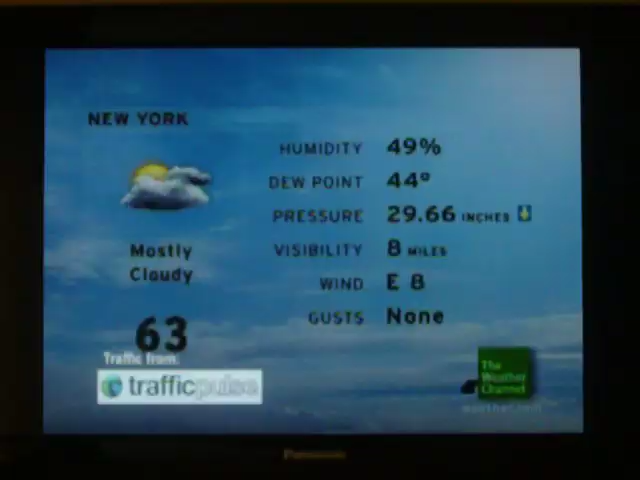 NEW YORK
HUMIDITY 49%
DEW POINT 44°
PRESSURE 29.66 INCHES
VISIBILITY 8 MILES
WIND E 8
GUSTS None
Mostly
Cloudy
63
Traffic from:
trafficpulse
The
Weather
Channel
weather.com
Panasonic